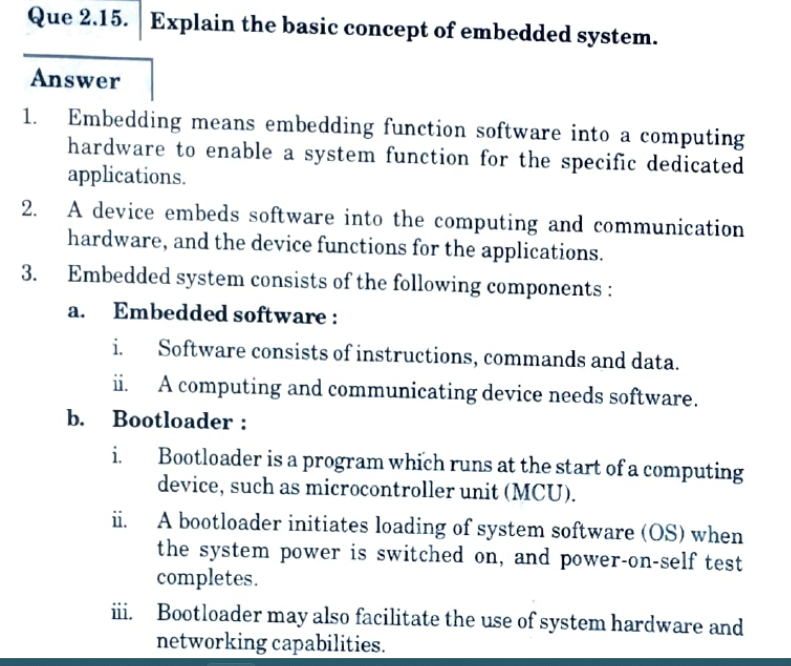 Que 2.15. Explain the basic concept of embedded system.
Answer
1. Embedding means embedding function software into a computing
hardware to enable a system function for the specific dedicated
applications.
2. A device embeds software into the computing and communication
hardware, and the device functions for the applications.
3. Embedded system consists of the following components :
a. Embedded software :
i. Software consists of instructions, commands and data.
ii. A computing and communicating device needs software.
b. Bootloader :
i. Bootloader is a program which runs at the start of a computing
device, such as microcontroller unit (MCU).
ii. A bootloader initiates loading of system software (OS) when
the system power is switched on, and power-on-self test
completes.
iii. Bootloader may also facilitate the use of system hardware and
networking capabilities.